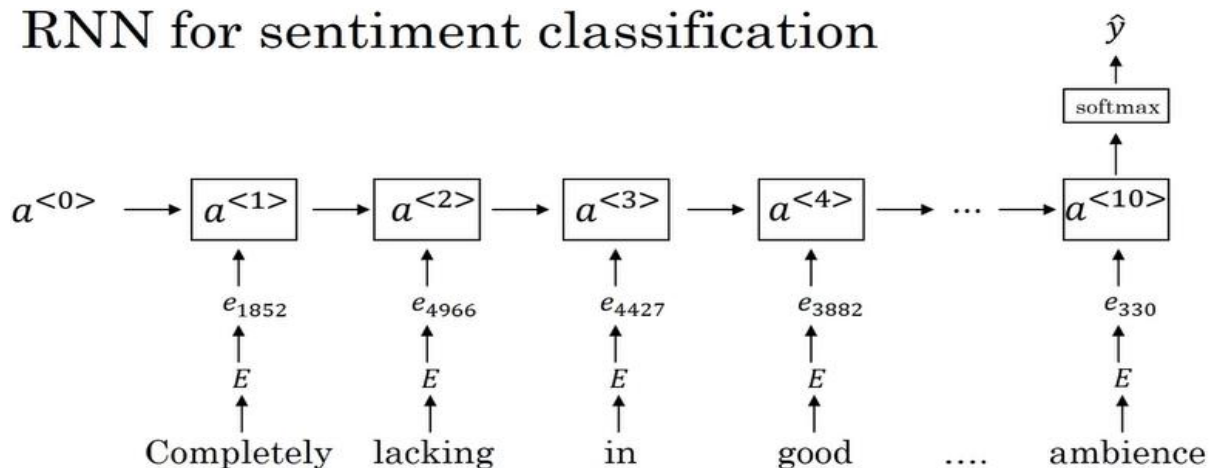 RNN for sentiment classification
ŷ
softmax
a<0> a<1> a<2> a<3> a<4> ... a<10>
e1852 e4966 e4427 e3882 e330
E E E E E
Completely lacking in good .... ambience